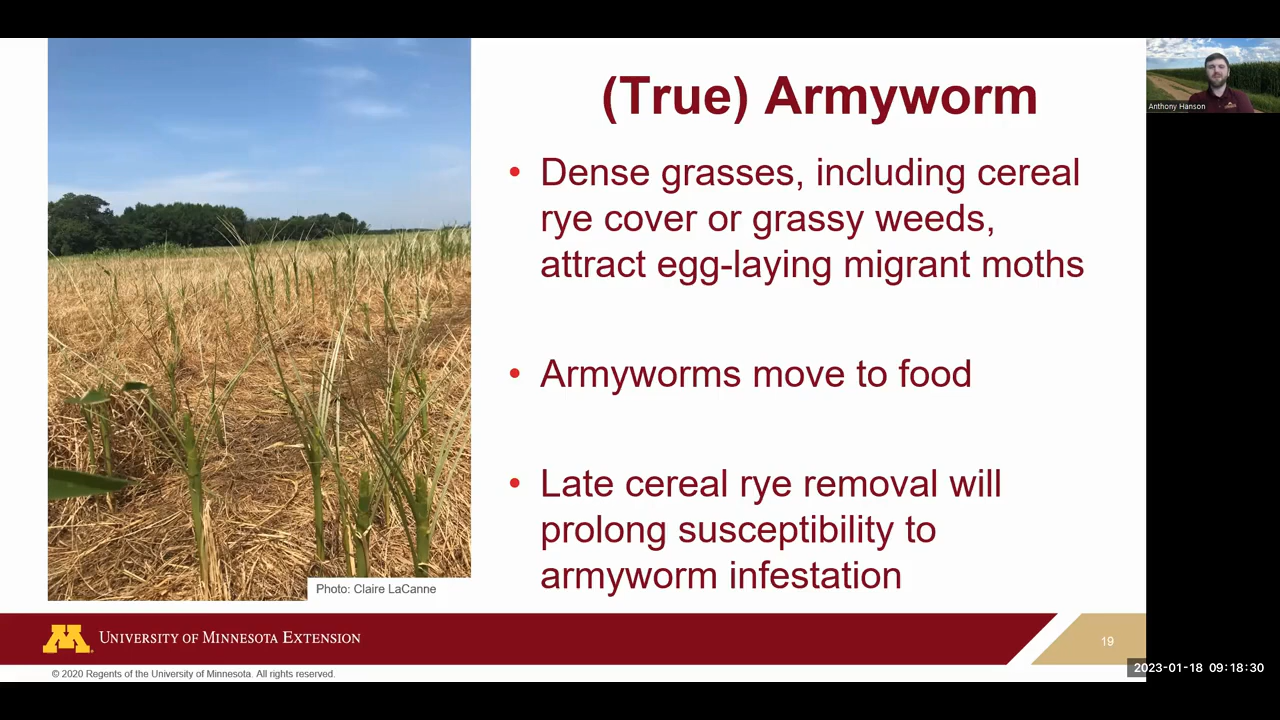 (True) Armyworm
Anthony Hanson
• Dense grasses, including cereal
rye cover or grassy weeds,
attract egg-laying migrant moths
• Armyworms move to food
• Late cereal rye removal will
prolong susceptibility to
armyworm infestation
Photo: Claire LaCanne
M
UNIVERSITY OF MINNESOTA EXTENSION
19
2023-01-18 09:18:30
© 2020 Regents of the University of Minnesota. All rights reserved.